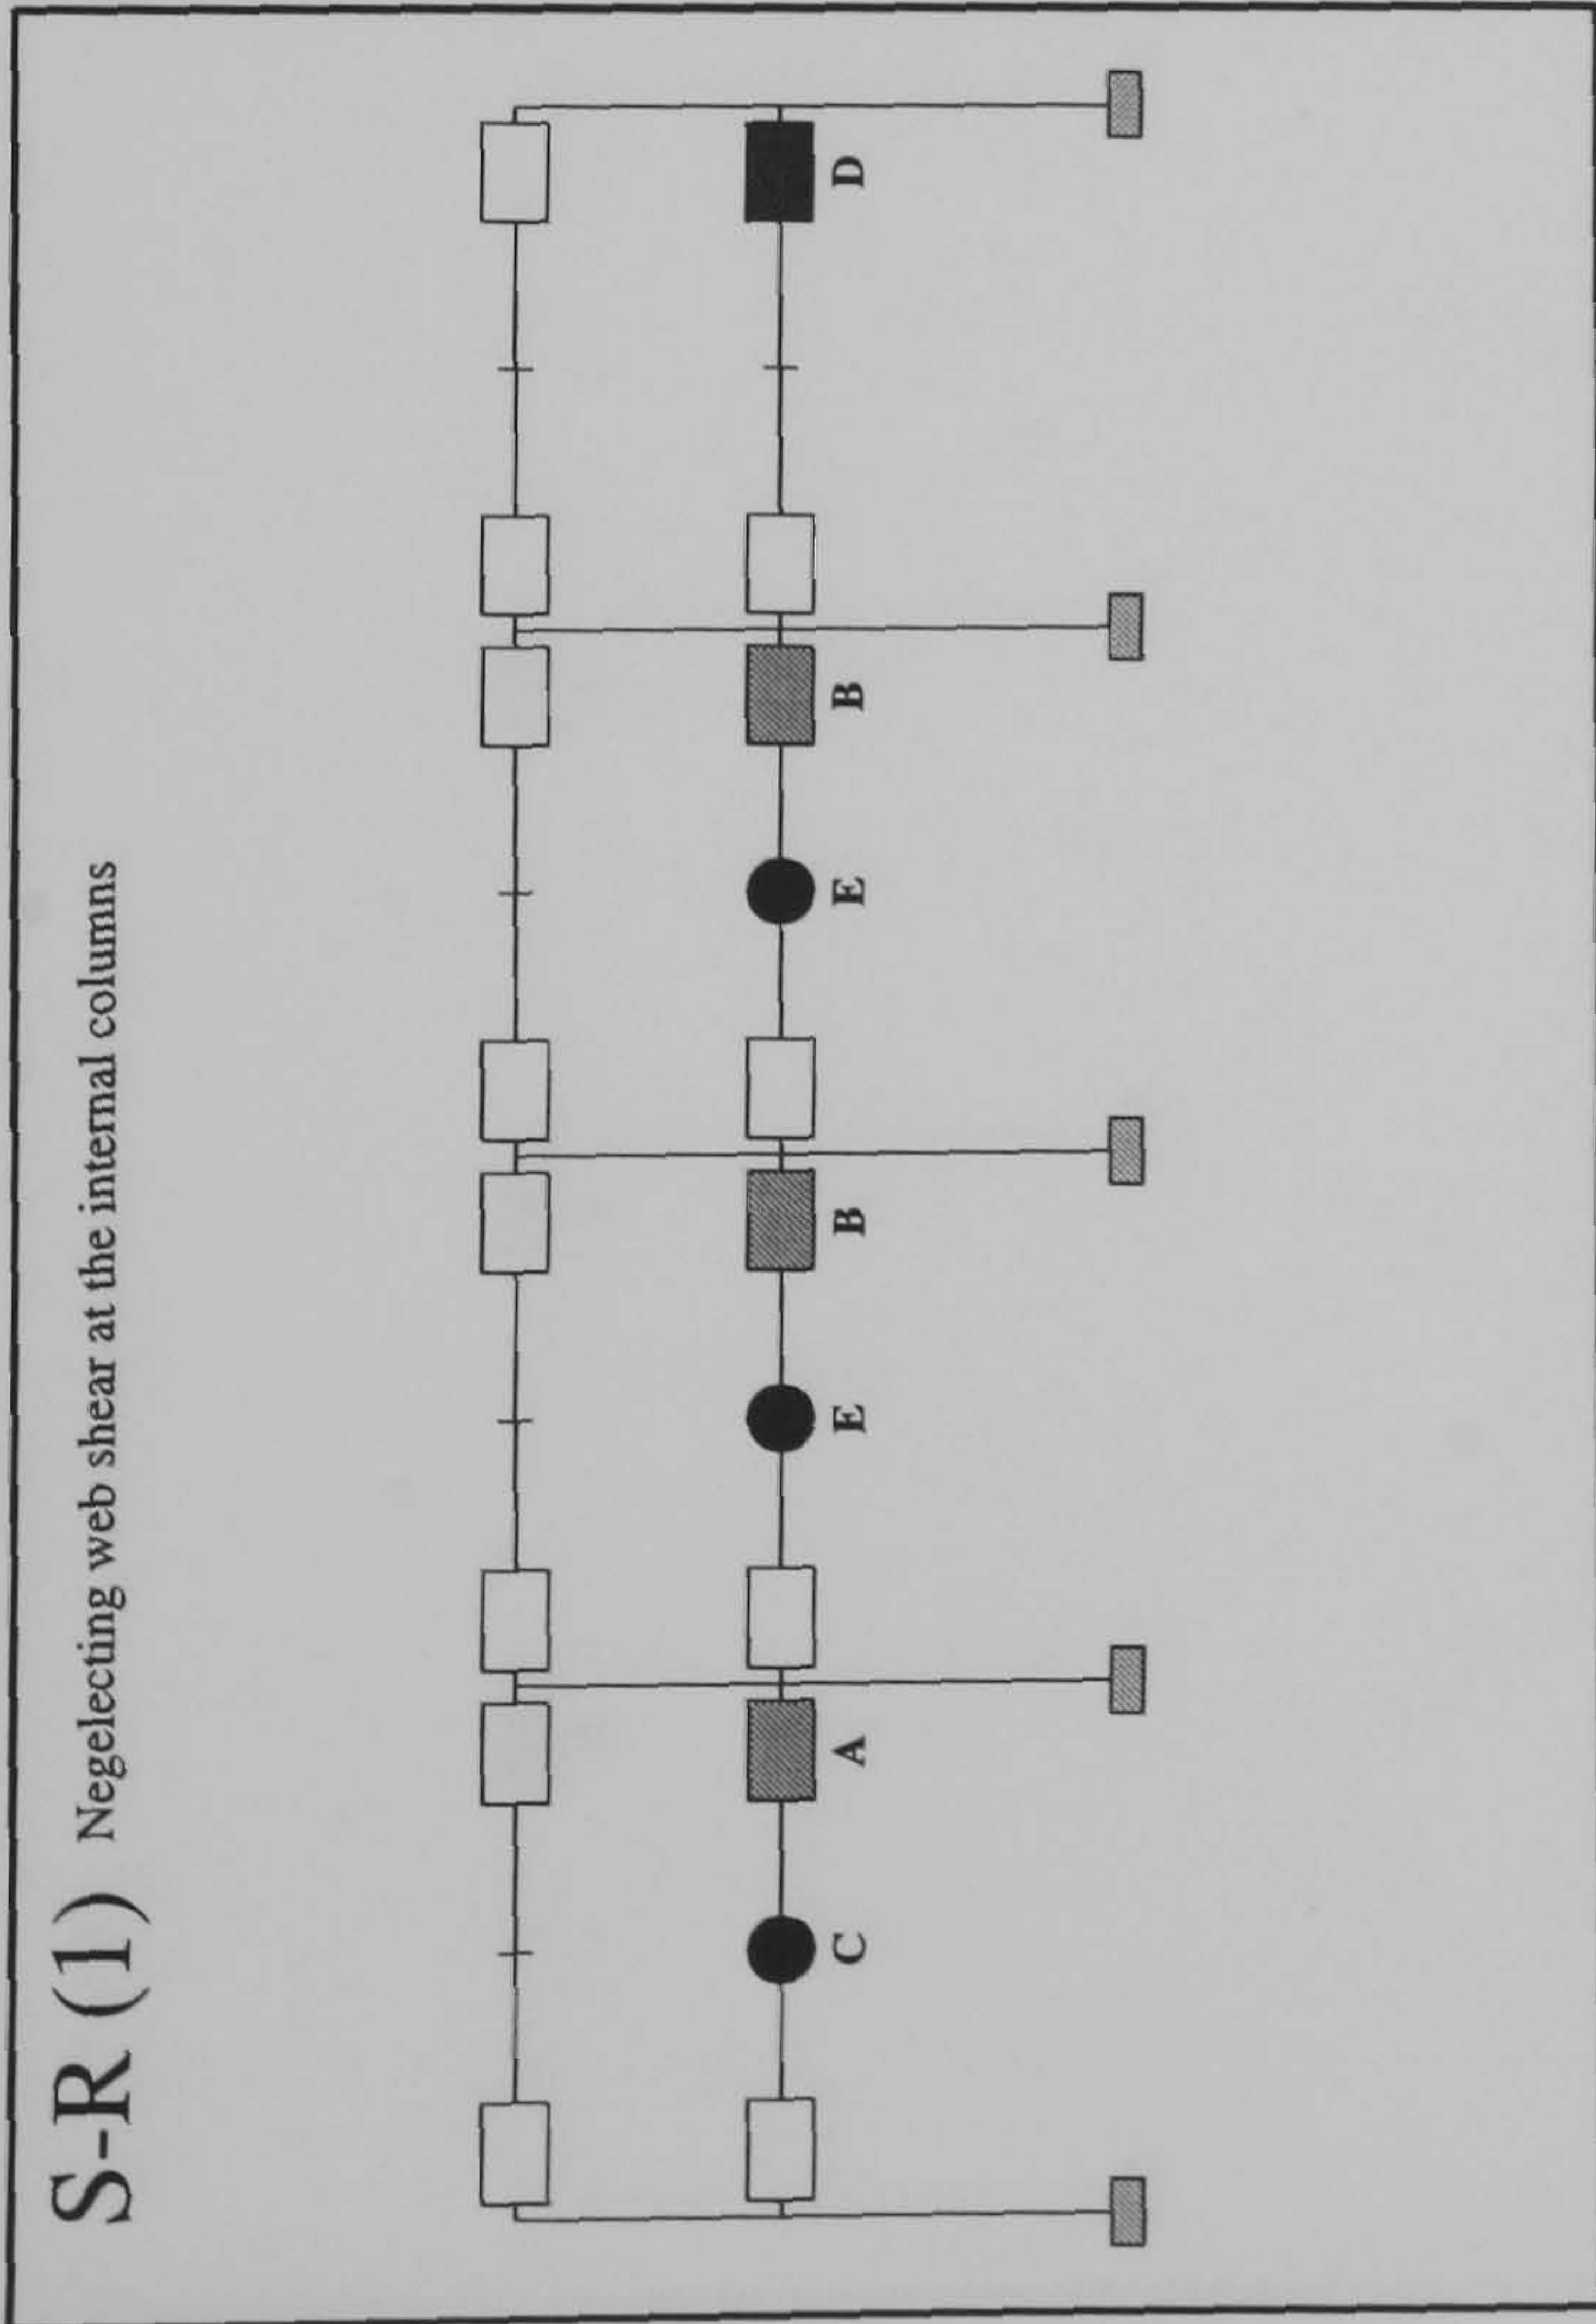 S-R (1) Negelecting web shear at the internal columns
C A E B E B D